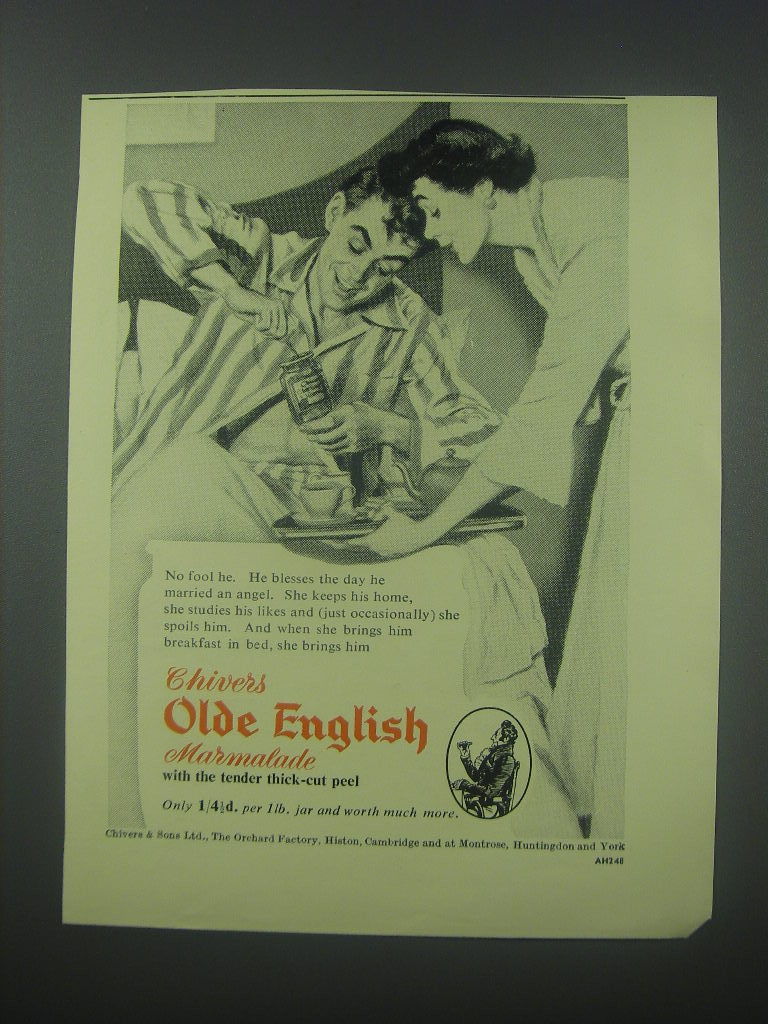 No fool he. He blesses the day he
married an angel. She keeps his home,
she studies his likes and (just occasionally) she
spoils him. And when she brings him
breakfast in bed, she brings him
Chivers
Olde English
Marmalade
with the tender thick-cut peel
Only 1/4½d. per 1lb. jar and worth much more.
Chivers & Sons Ltd., The Orchard Factory, Histon, Cambridge and at Montrose, Huntingdon and York
AH248